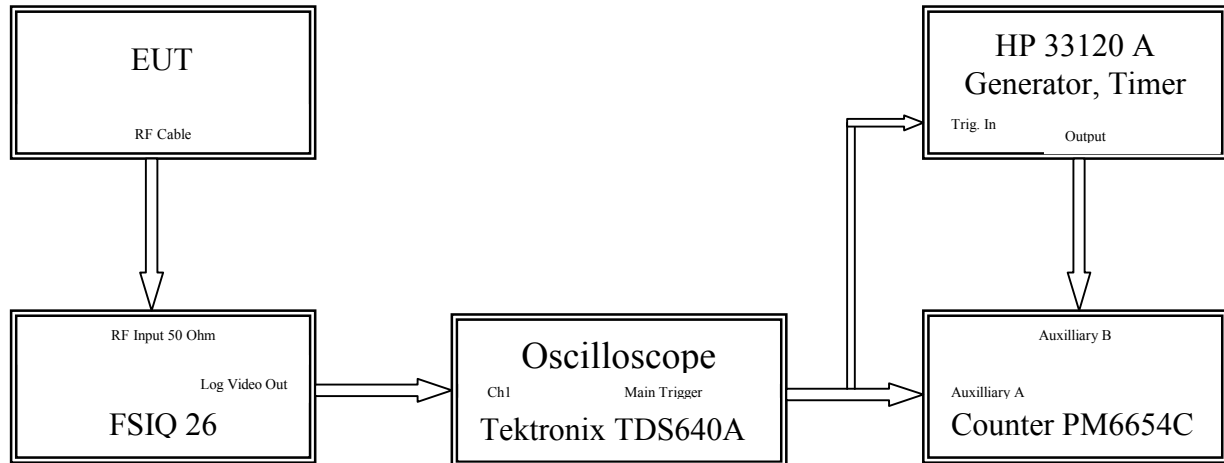 EUT
RF Cable
HP 33120 A
Generator, Timer
Trig. In
Output
RF Input 50 Ohm
Log Video Out
FSIQ 26
Oscilloscope
Ch1
Main Trigger
Tektronix TDS640A
Auxilliary B
Auxilliary A
Counter PM6654C